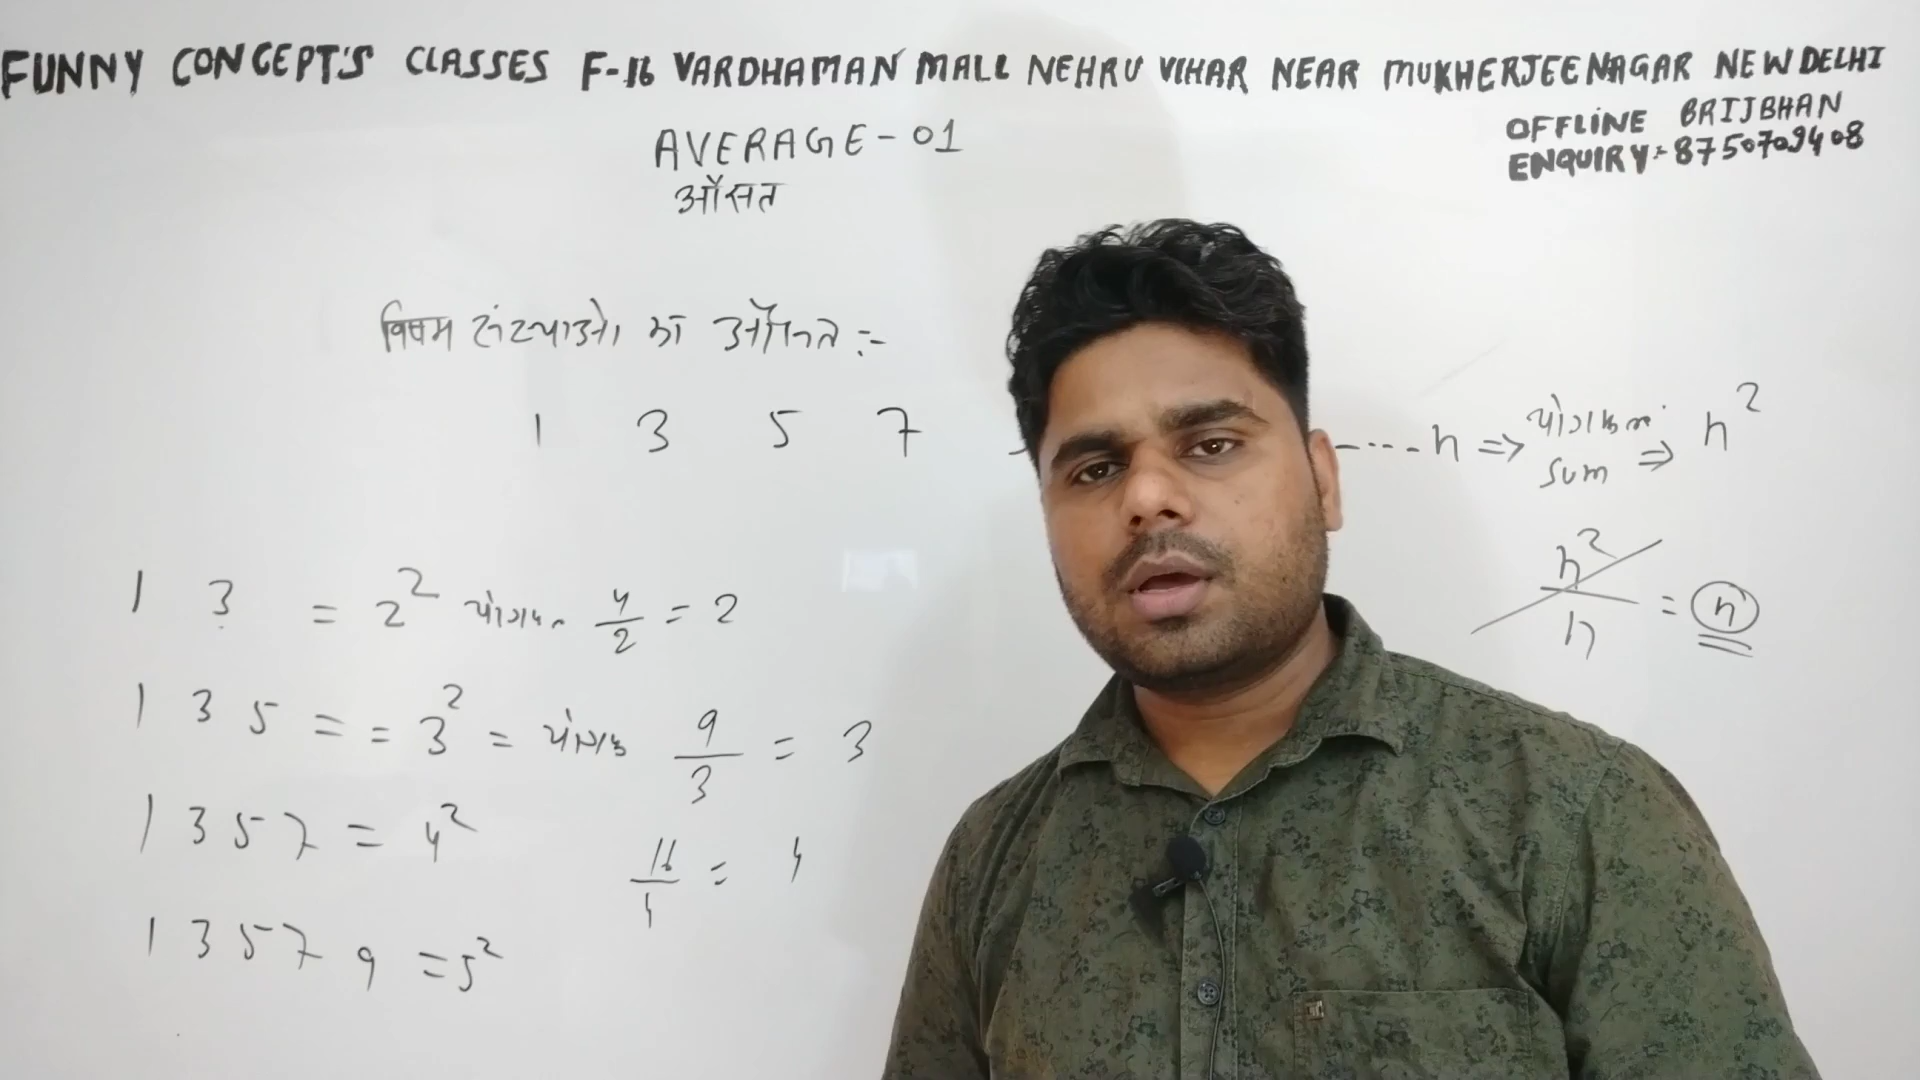 FUNNY CONCEPT'S CLASSES F-16 VARDHAMAN MALL NEHRU VIHAR NEAR MUKHERJEENAGAR NEW DELHI
OFFLINE BRIJBHAN
ENQUIRY:- 8750709408
AVERAGE-01
औसत
विषम संख्याओं का औसत :-
1 3 5 7 ----n ⇒ योगफल sum ⇒ n²
n²/n = n
1 3 = 2² योगफल 4/2 = 2
1 3 5 = = 3² = योगफ 9/3 = 3
1 3 5 7 = 4² 16/4 = 4
1 3 5 7 9 = 5²